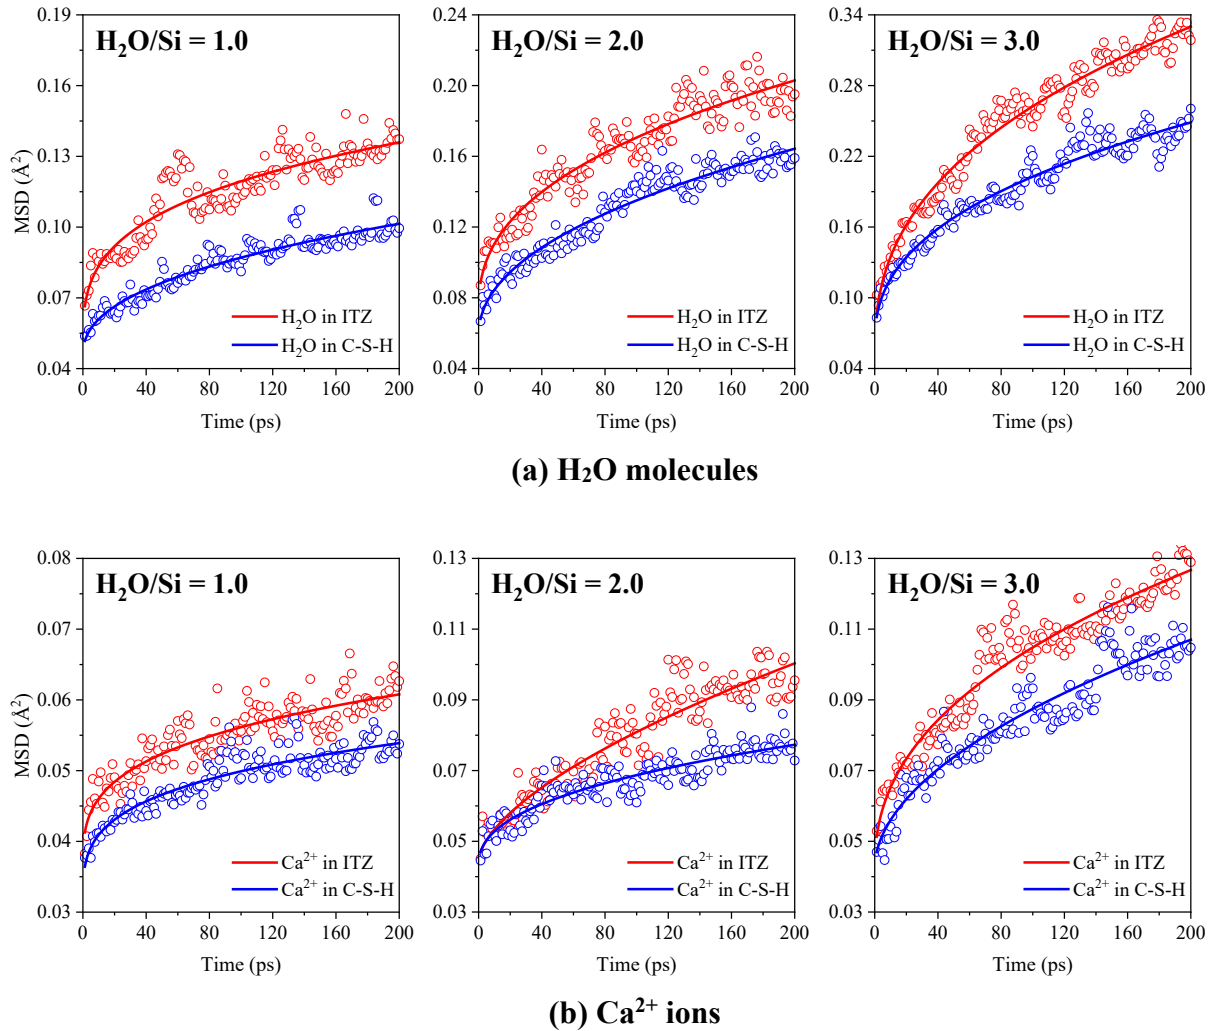 H₂O/Si = 1.0
MSD (Å²)
0.19
0.16
0.13
0.10
0.07
0.04
0 40 80 120 160 200
Time (ps)
H₂O in ITZ
H₂O in C-S-H
H₂O/Si = 2.0
0.24
0.20
0.16
0.12
0.08
0.04
0 40 80 120 160 200
Time (ps)
H₂O in ITZ
H₂O in C-S-H
H₂O/Si = 3.0
0.34
0.28
0.22
0.16
0.10
0.04
0 40 80 120 160 200
Time (ps)
H₂O in ITZ
H₂O in C-S-H
(a) H₂O molecules
H₂O/Si = 1.0
MSD (Å²)
0.08
0.07
0.06
0.05
0.04
0.03
0 40 80 120 160 200
Time (ps)
Ca²⁺ in ITZ
Ca²⁺ in C-S-H
H₂O/Si = 2.0
0.13
0.11
0.09
0.07
0.05
0.03
0 40 80 120 160 200
Time (ps)
Ca²⁺ in ITZ
Ca²⁺ in C-S-H
H₂O/Si = 3.0
0.13
0.11
0.09
0.07
0.05
0.03
0 40 80 120 160 200
Time (ps)
Ca²⁺ in ITZ
Ca²⁺ in C-S-H
(b) Ca²⁺ ions